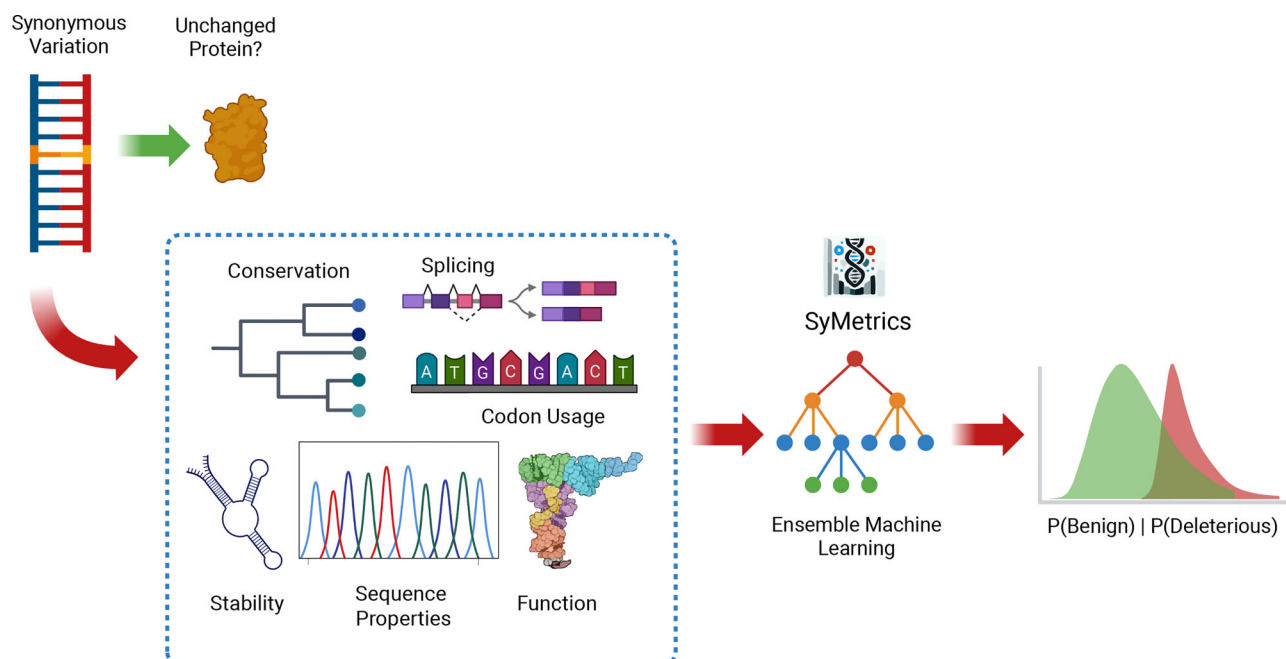 Synonymous
Variation
Unchanged
Protein?
Conservation
Splicing
A T G C G A C T
Codon Usage
Stability
Sequence
Properties
Function
SyMetrics
Ensemble Machine
Learning
P(Benign) | P(Deleterious)